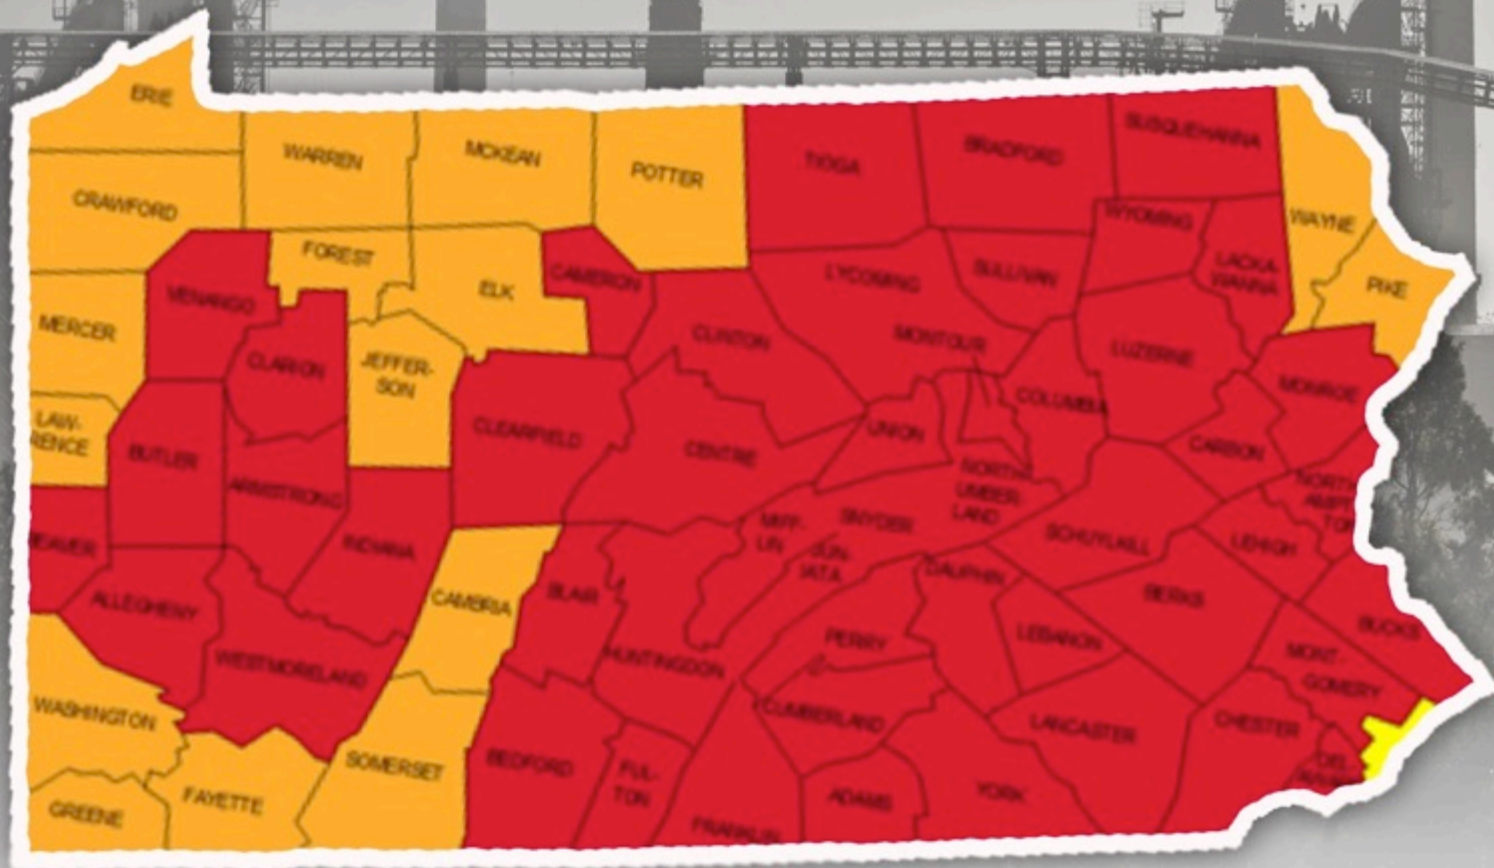 ERIE
WARREN
MCKEAN
POTTER
TIOGA
BRADFORD
SUSQUEHANNA
WAYNE
CRAWFORD
FOREST
ELK
CAMERON
WYOMING
LACKA-
WANNA
PIKE
VENANGO
LYCOMING
SULLIVAN
MERCER
CLARION
JEFFER-
SON
CLINTON
MONTOUR
LUZERNE
MONROE
COLUMBIA
LAW-
RENCE
BUTLER
CLEARFIELD
CENTRE
UNION
CARBON
ARMSTRONG
NORTH-
UMBER-
LAND
NORTH
AMP-
TON
EAVER
INDIANA
MIFF-
LIN
SNYDER
JUN-
IATA
SCHUYLKILL
LEHIGH
ALLEGHENY
CAMBRIA
BLAIR
DAUPHIN
BERKS
BUCKS
WESTMORELAND
HUNTINGDON
PERRY
LEBANON
MONT-
GOMERY
WASHINGTON
CUMBERLAND
LANCASTER
CHESTER
SOMERSET
BEDFORD
FUL-
TON
GREENE
FAYETTE
FRANKLIN
ADAMS
YORK